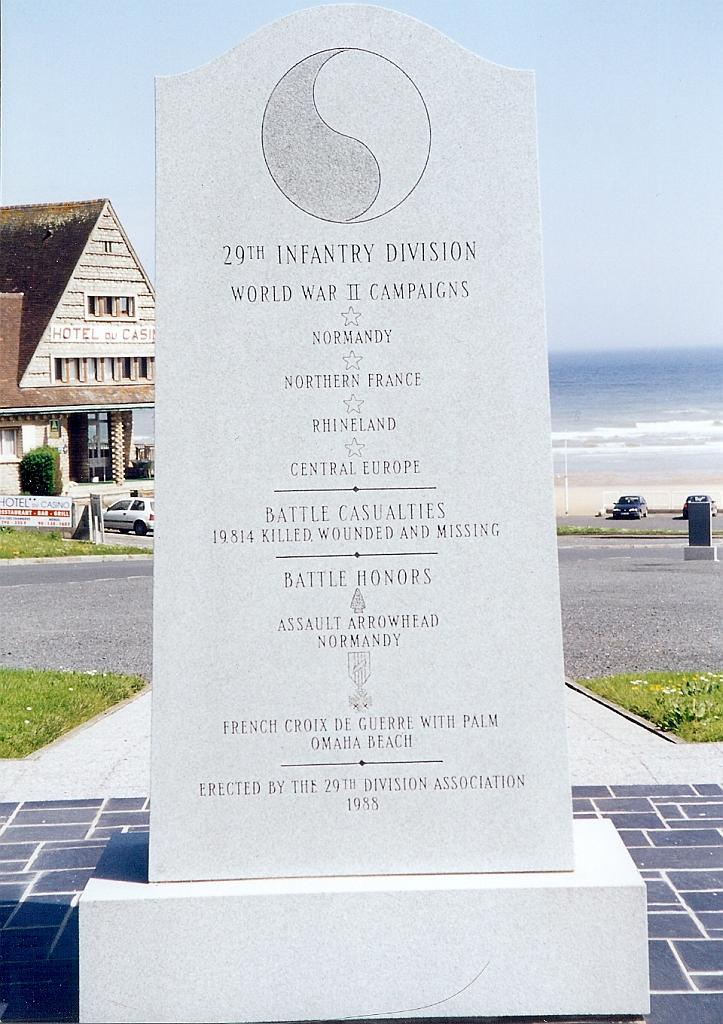 29TH INFANTRY DIVISION
WORLD WAR II CAMPAIGNS
NORMANDY
NORTHERN FRANCE
RHINELAND
CENTRAL EUROPE
BATTLE CASUALTIES
19,814 KILLED, WOUNDED AND MISSING
BATTLE HONORS
ASSAULT ARROWHEAD
NORMANDY
FRENCH CROIX DE GUERRE WITH PALM
OMAHA BEACH
ERECTED BY THE 29TH DIVISION ASSOCIATION
1988
HOTEL DU CASI
HOTEL DU CASINO
RESTAURANT - BAR - GRILL